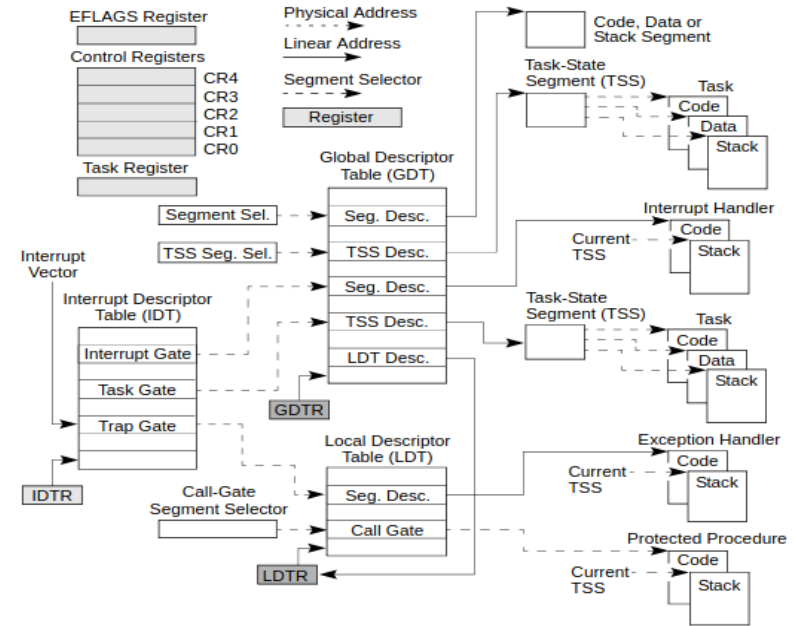 EFLAGS Register
Control Registers
CR4
CR3
CR2
CR1
CR0
Task Register
Physical Address
Linear Address
Segment Selector
Register
Code, Data or
Stack Segment
Task-State
Segment (TSS)
Task
Code
Data
Stack
Global Descriptor
Table (GDT)
Segment Sel.
Seg. Desc.
TSS Seg. Sel.
TSS Desc.
Seg. Desc.
TSS Desc.
LDT Desc.
GDTR
Interrupt Handler
Code
Current
TSS
Stack
Interrupt
Vector
Interrupt Descriptor
Table (IDT)
Interrupt Gate
Task Gate
Trap Gate
IDTR
Task-State
Segment (TSS)
Task
Code
Data
Stack
Local Descriptor
Table (LDT)
Call-Gate
Segment Selector
Seg. Desc.
Call Gate
LDTR
Exception Handler
Code
Current
TSS
Stack
Protected Procedure
Code
Current
TSS
Stack